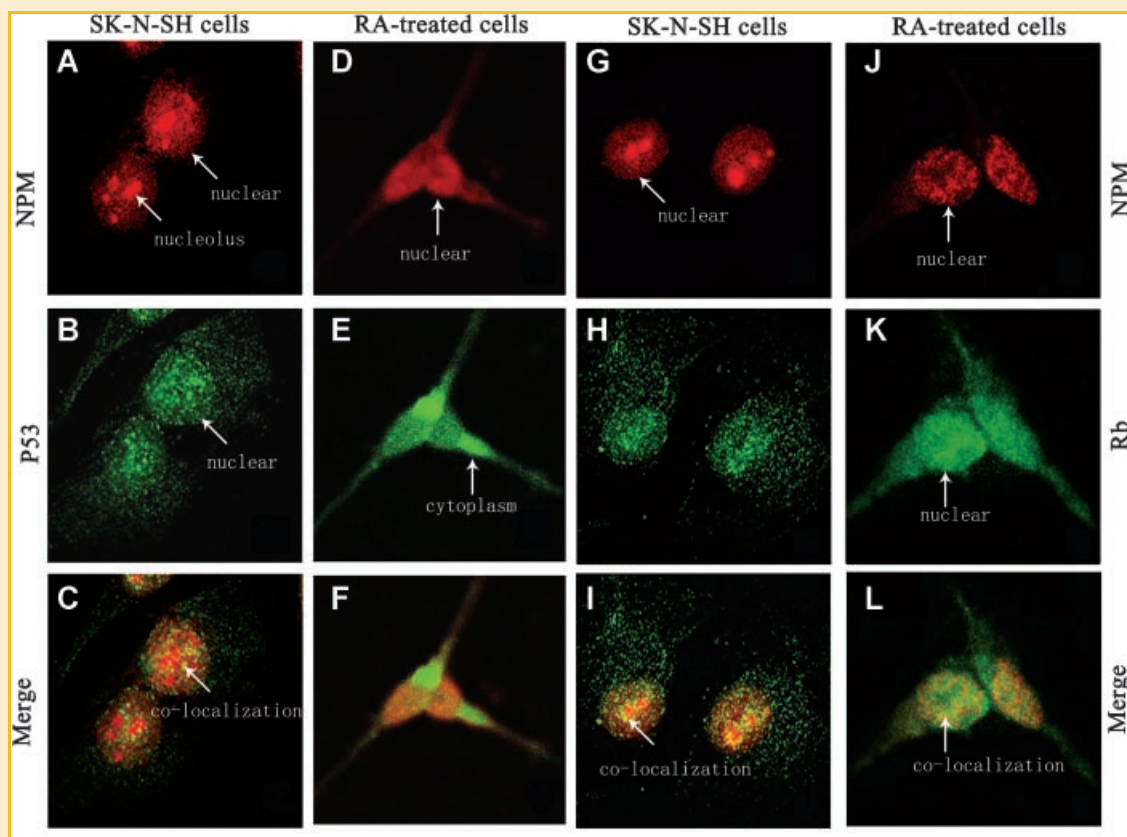 SK-N-SH cells RA-treated cells SK-N-SH cells RA-treated cells
A D G J
NPM NPM
nuclear
nucleolus
nuclear
nuclear
nuclear
B E H K
P53 Rb
nuclear
cytoplasm
nuclear
C F I L
Merge Merge
co-localization
co-localization
co-localization